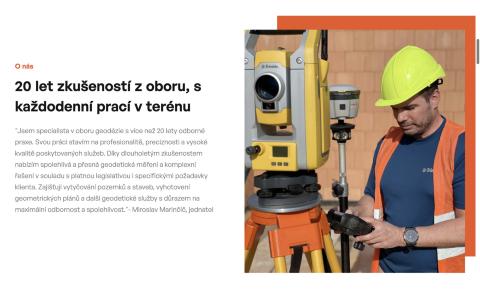 O nás
20 let zkušeností z oboru, s
každodenní prací v terénu
"Jsem specialista v oboru geodézie s více než 20 lety odborné
praxe. Svou práci stavím na profesionalitě, preciznosti a vysoké
kvalitě poskytovaných služeb. Díky dlouholetým zkušenostem
nabízím spolehlivá a přesná geodetická měření a komplexní
řešení v souladu s platnou legislativou i specifickými požadavky
klienta. Zajišťuji vytyčování pozemků a staveb, vyhotovení
geometrických plánů a další geodetické služby s důrazem na
maximální odbornost a spolehlivost."- Miroslav Marinčič, jednatel
Trimble